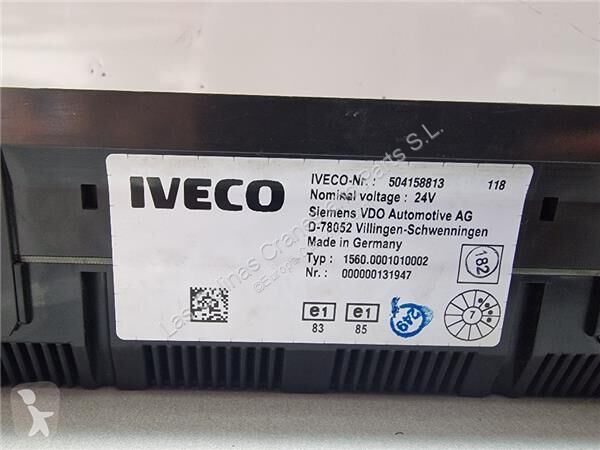 IVECO
IVECO-Nr. : 504158813 118
Nominal voltage : 24V
Siemens VDO Automotive AG
D-78052 Villingen-Schwenningen
Made in Germany
Typ : 1560.0001010002
Nr. : 000000131947
182
e1
83
e1
85
249
7